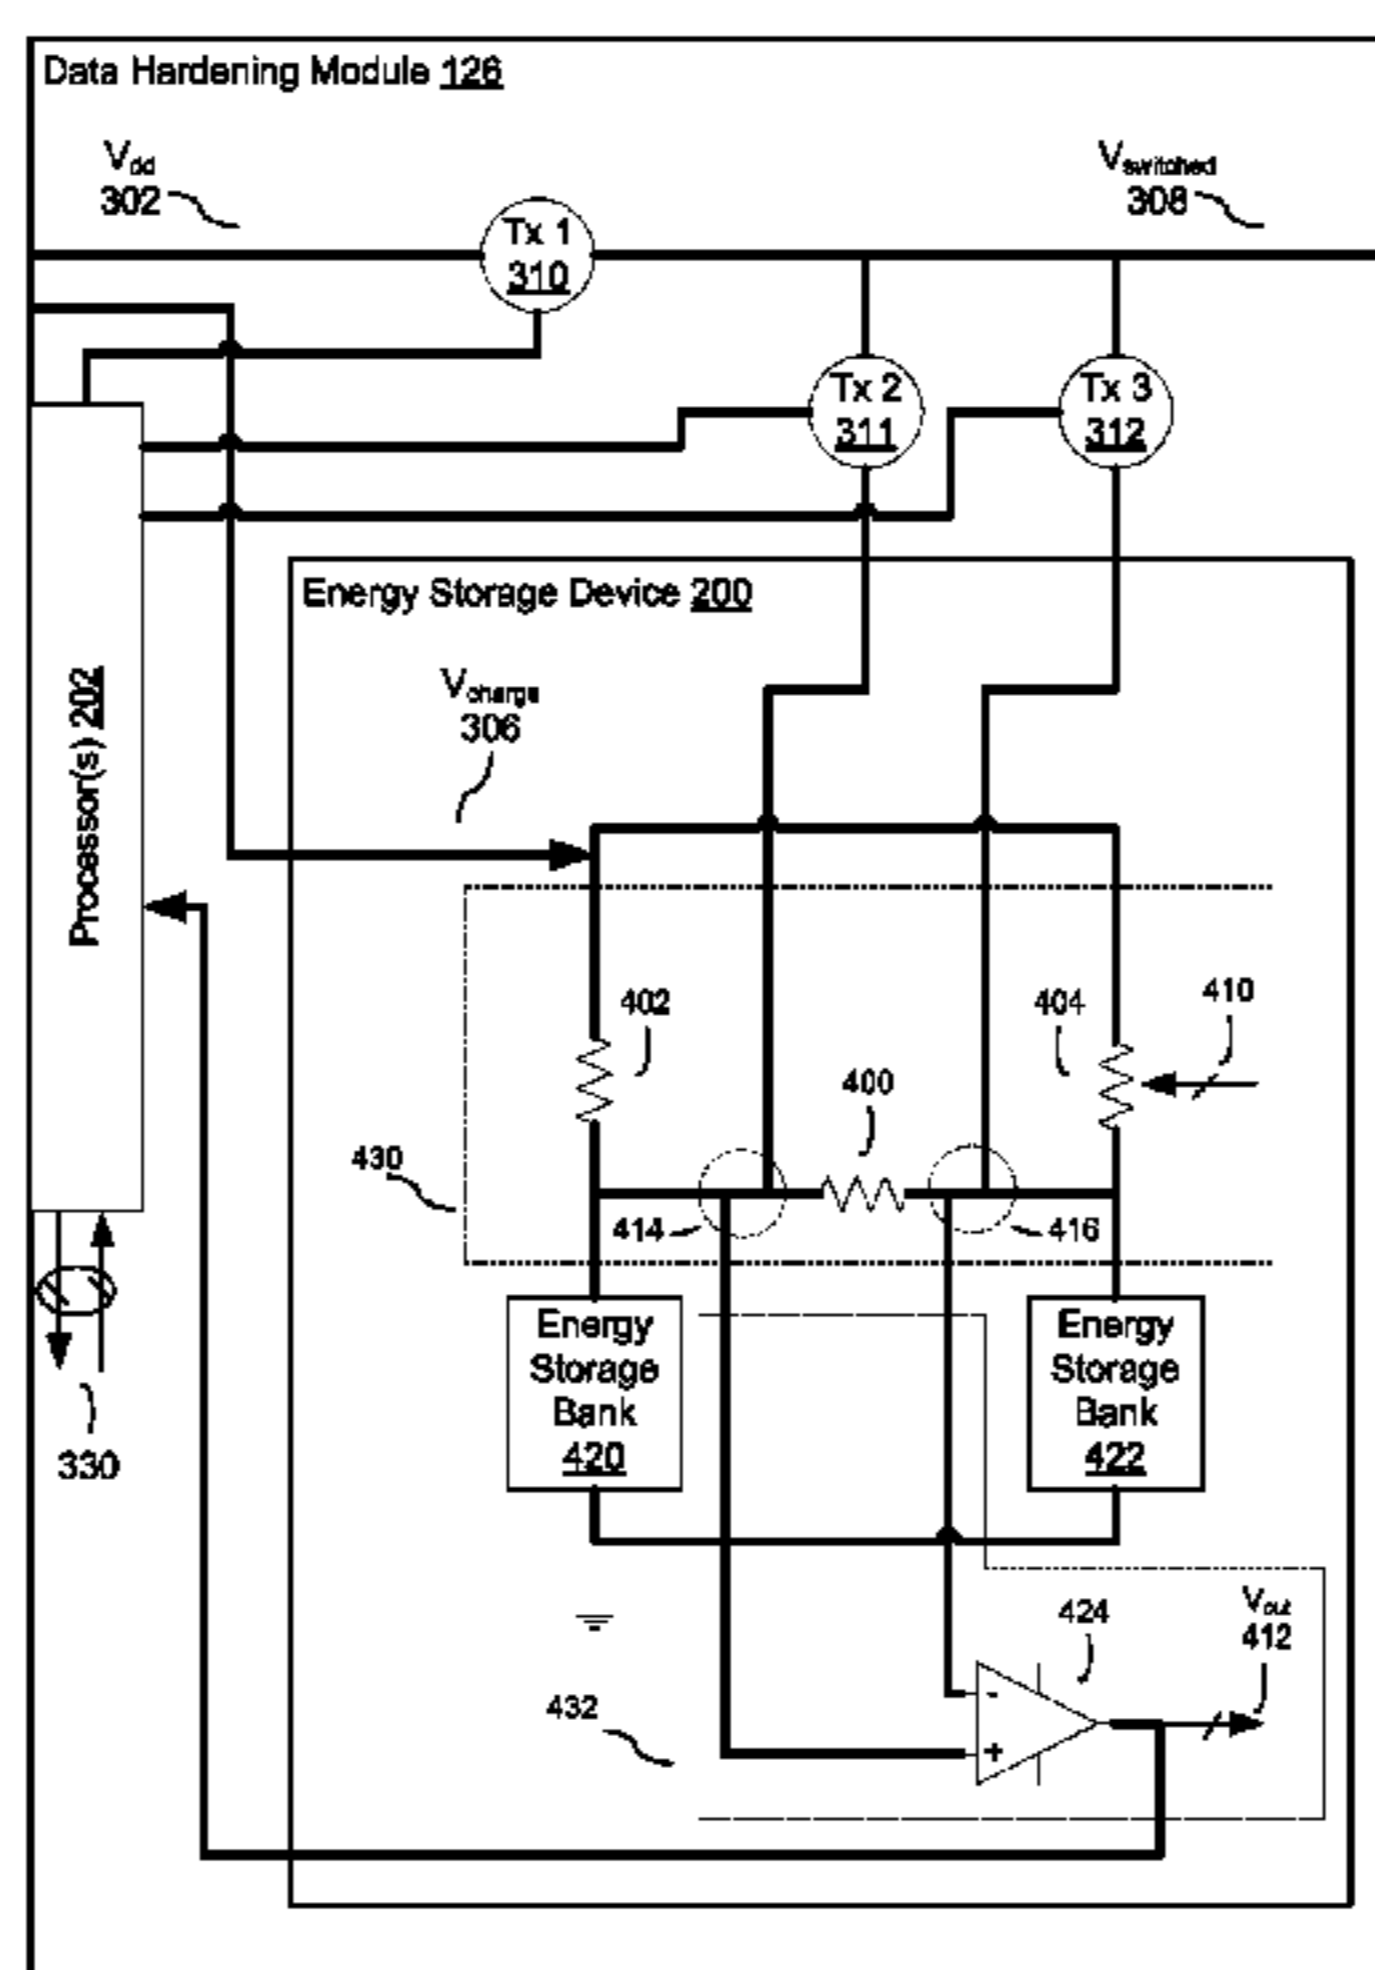 Data Hardening Module 126
Vdd
302
Vswitched
308
Tx 1
310
Tx 2
311
Tx 3
312
Energy Storage Device 200
Vcharge
306
Processor(s) 202
402
404
410
400
430
414
416
Energy
Storage
Bank
420
Energy
Storage
Bank
422
330
424
Vout
412
432
-
+